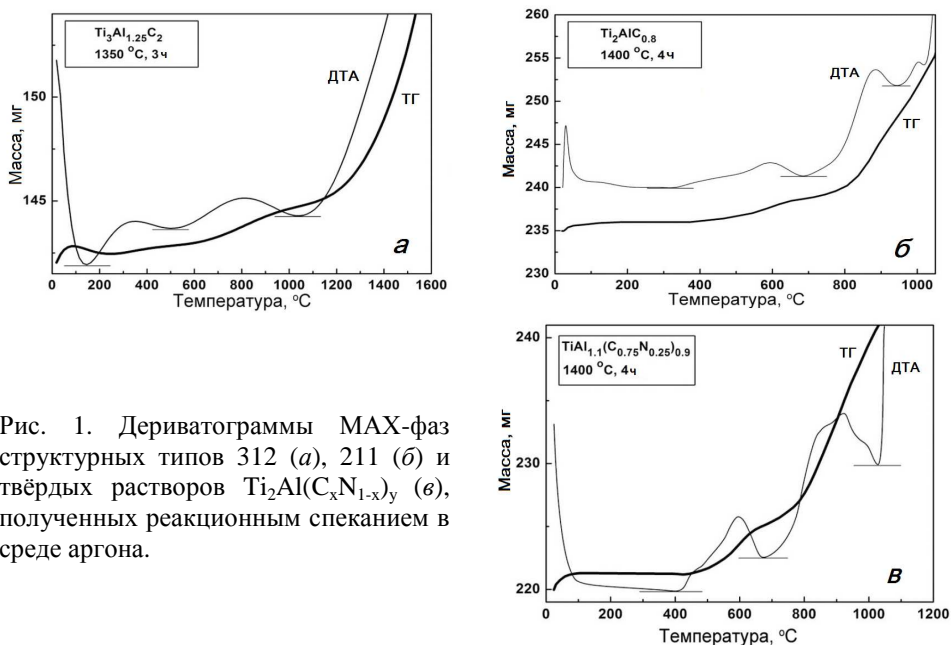 Ti₃Al₁.₂₅C₂
1350 °C, 3 ч
ДТА
ТГ
Масса, мг
150
145
0 200 400 600 800 1000 1200 1400 1600
Температура, °C
а
Ti₂AlC₀.₈
1400 °C, 4ч
ДТА
ТГ
Масса, мг
260
255
250
245
240
235
230
0 200 400 600 800 1000
Температура, °C
б
TiAl₁.₁(C₀.₇₅N₀.₂₅)₀.₉
1400 °C, 4ч
ТГ
ДТА
Масса, мг
240
230
220
0 200 400 600 800 1000 1200
Температура, °C
в
Рис. 1. Дериватограммы МАХ-фаз
структурных типов 312 (а), 211 (б) и
твёрдых растворов Ti₂Al(CₓN₁₋ₓ)y (в),
полученных реакционным спеканием в
среде аргона.